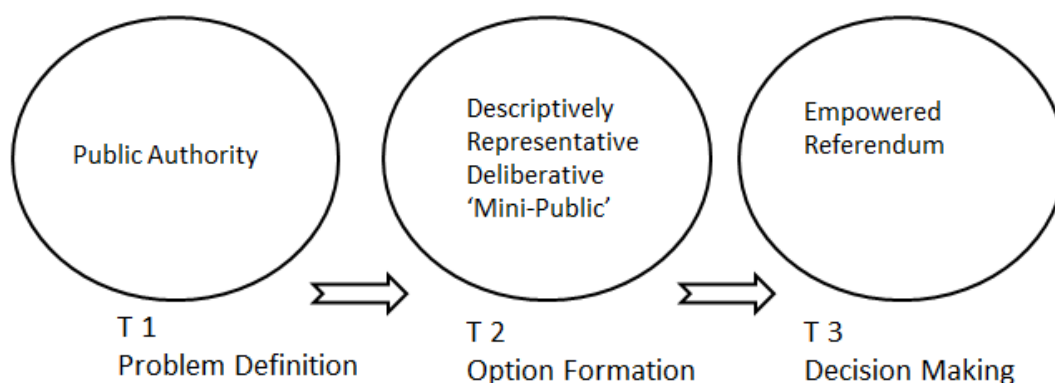 Public Authority
Descriptively
Representative
Deliberative
‘Mini-Public’
Empowered
Referendum
T 1
Problem Definition
T 2
Option Formation
T 3
Decision Making